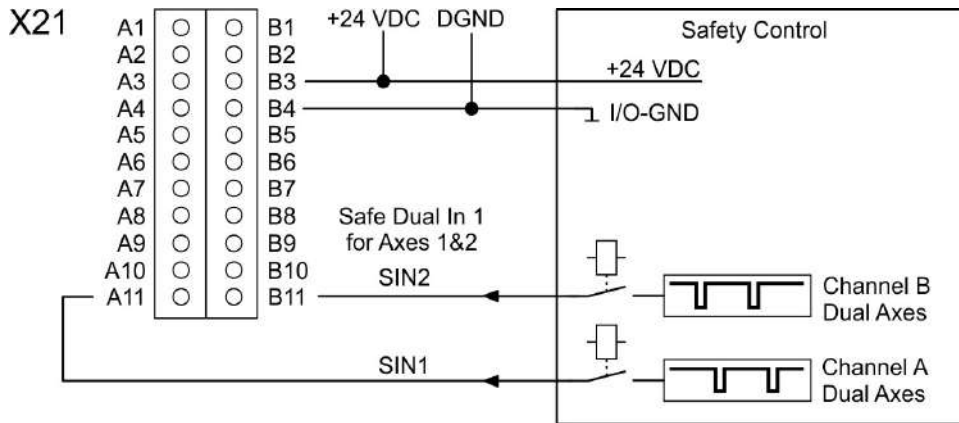 X21
+24 VDC DGND
Safety Control
A1 B1
A2 B2
A3 B3
+24 VDC
A4 B4
I/O-GND
A5 B5
A6 B6
A7 B7
A8 B8
A9 B9
A10 B10
A11 B11
Safe Dual In 1
for Axes 1&2
SIN2
Channel B
Dual Axes
SIN1
Channel A
Dual Axes